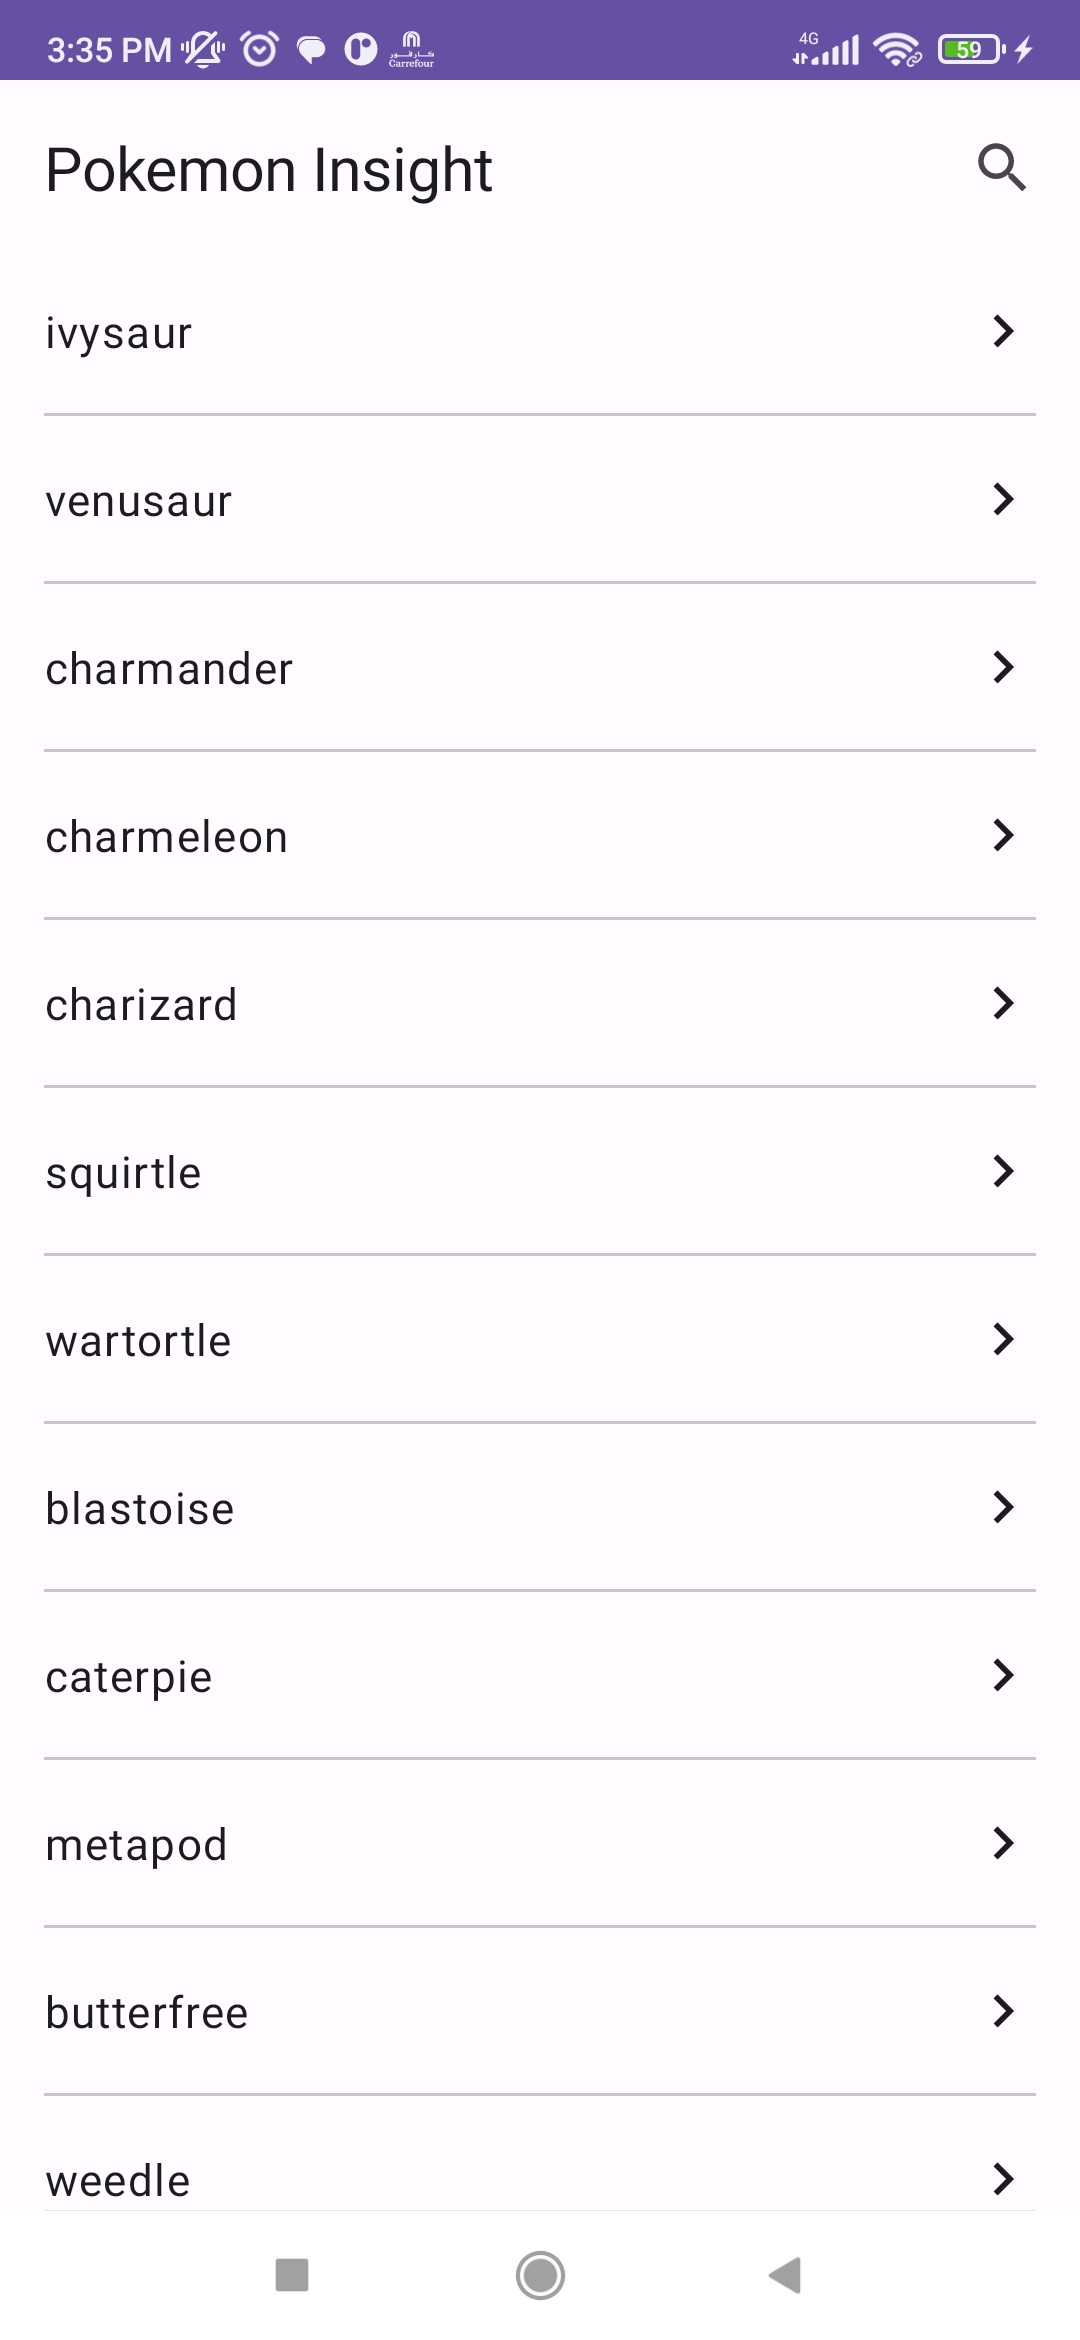 3:35 PM
كارفور
Carrefour
4G
59
Pokemon Insight
ivysaur
venusaur
charmander
charmeleon
charizard
squirtle
wartortle
blastoise
caterpie
metapod
butterfree
weedle